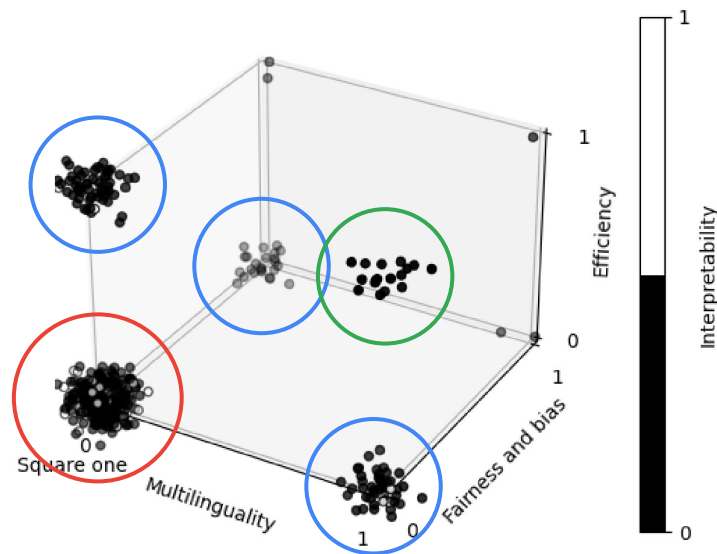 1
1
Efficiency
Interpretability
0
1
Fairness and bias
0
Square one
Multilinguality
1
0
0